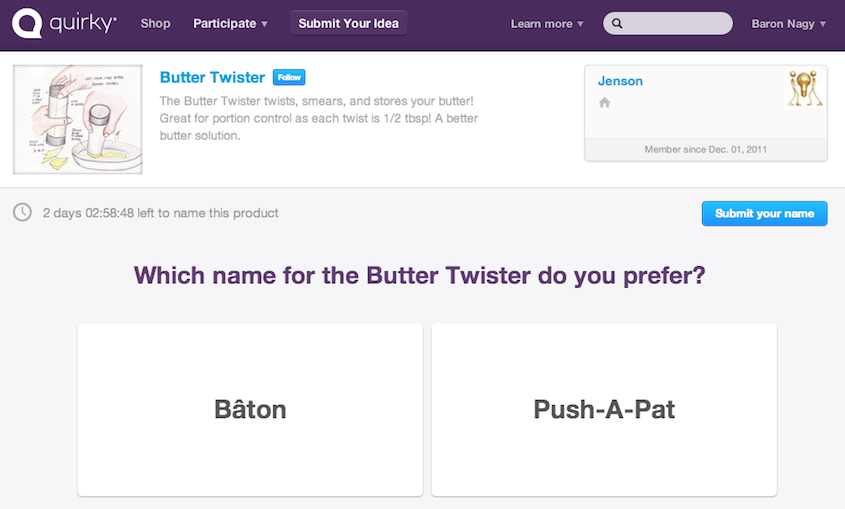 quirky
Shop
Participate
Submit Your Idea
Learn more
Baron Nagy
Butter Twister
Follow
The Butter Twister twists, smears, and stores your butter!
Great for portion control as each twist is 1/2 tbsp! A better
butter solution.
Jenson
Member since Dec. 01, 2011
2 days 02:58:48 left to name this product
Submit your name
Which name for the Butter Twister do you prefer?
Bâton
Push-A-Pat